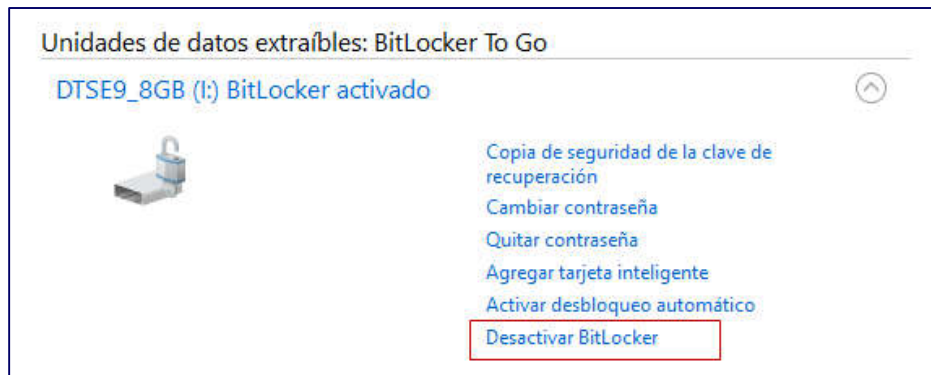 Unidades de datos extraíbles: BitLocker To Go
DTSE9_8GB (I:) BitLocker activado
Copia de seguridad de la clave de
recuperación
Cambiar contraseña
Quitar contraseña
Agregar tarjeta inteligente
Activar desbloqueo automático
Desactivar BitLocker